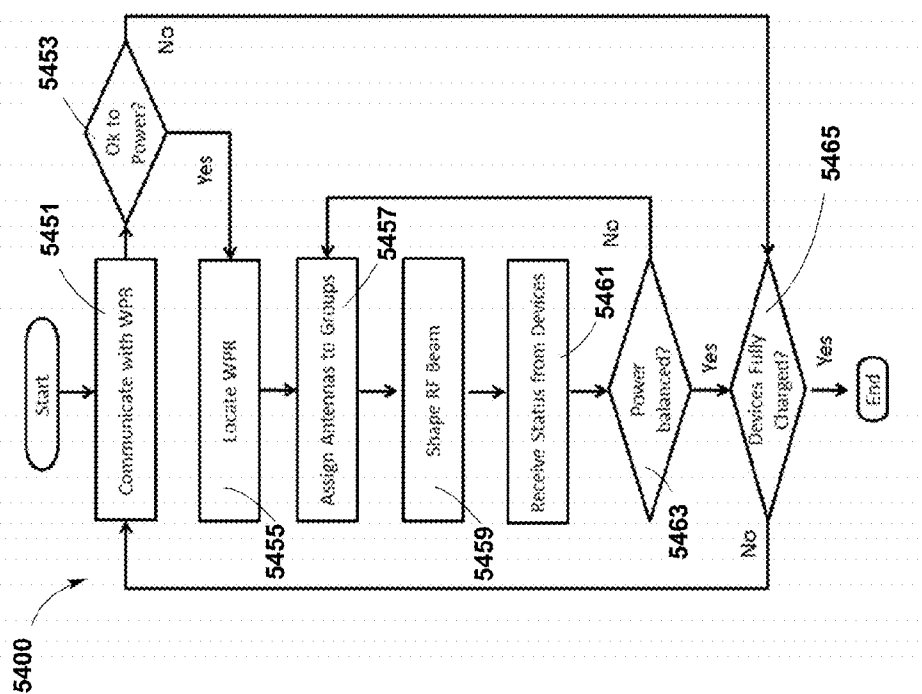 5400
Start
5451
Communicate with WPR
5453
Ok to
Power?
No
Yes
5455
Locate WPR
5457
Assign Antennas to Groups
5459
Shape RF Beam
5461
Receive Status from Devices
5463
Power
balanced?
No
Yes
5465
Devices Fully
Charged?
No
Yes
End